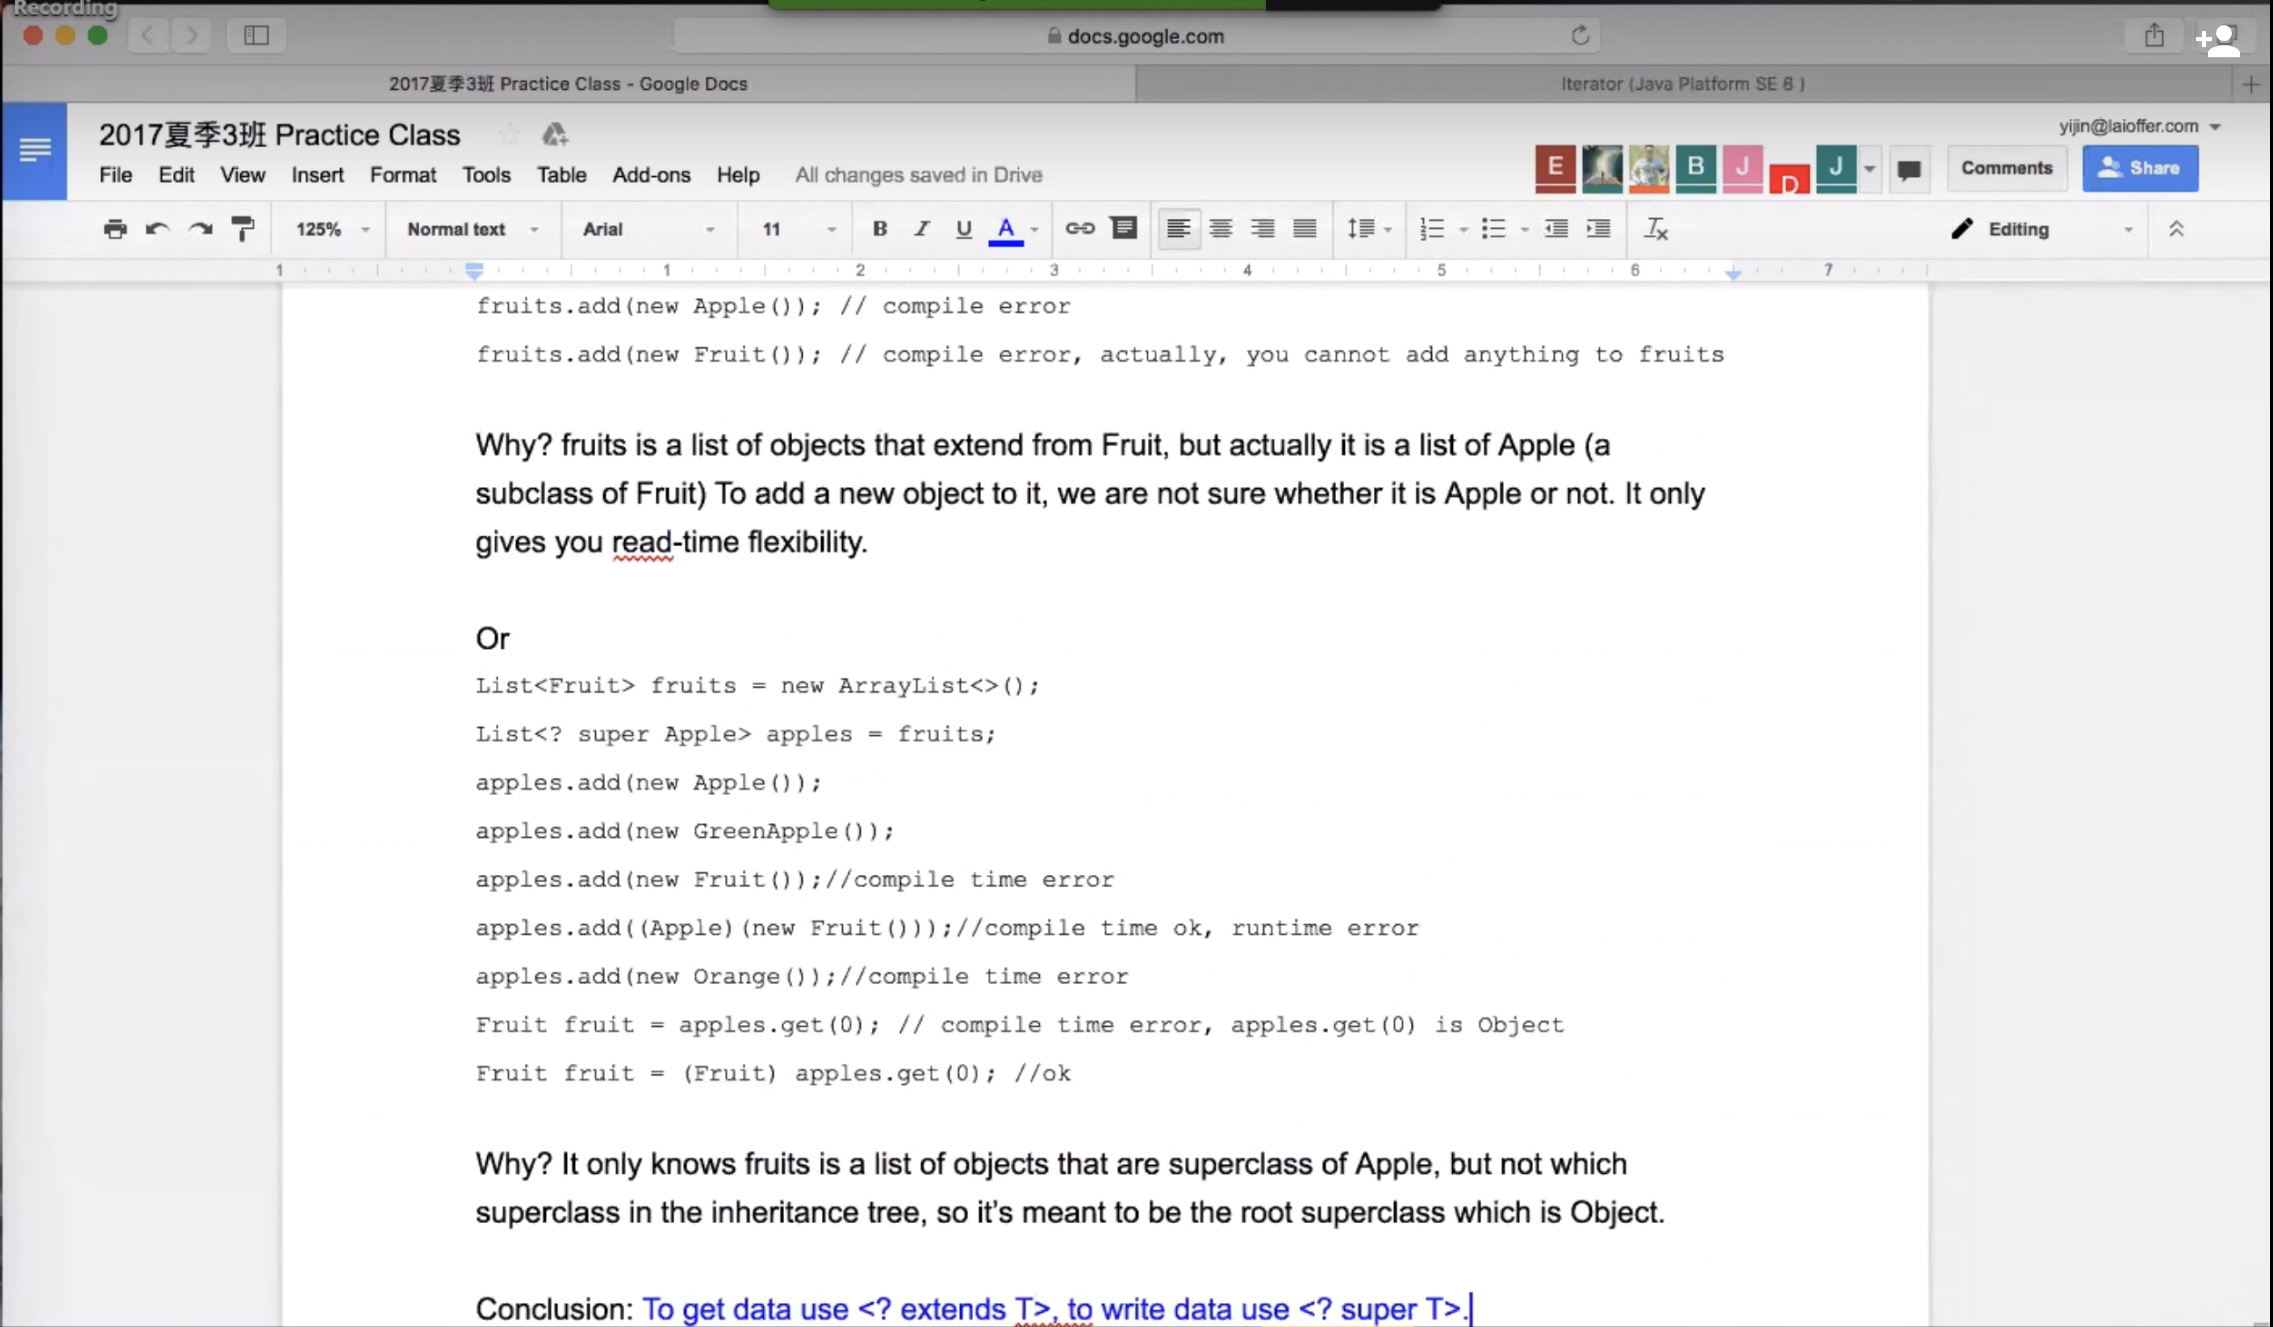 Recording
docs.google.com
2017夏季3班 Practice Class - Google Docs
Iterator (Java Platform SE 8 )
2017夏季3班 Practice Class
yijin@laioffer.com
File Edit View Insert Format Tools Table Add-ons Help All changes saved in Drive
E B J D J Comments Share
125% Normal text Arial 11 B I U A Editing
1 1 2 3 4 5 6 7
fruits.add(new Apple()); // compile error
fruits.add(new Fruit()); // compile error, actually, you cannot add anything to fruits
Why? fruits is a list of objects that extend from Fruit, but actually it is a list of Apple (a
subclass of Fruit) To add a new object to it, we are not sure whether it is Apple or not. It only
gives you read-time flexibility.
Or
List<Fruit> fruits = new ArrayList<>();
List<? super Apple> apples = fruits;
apples.add(new Apple());
apples.add(new GreenApple());
apples.add(new Fruit());//compile time error
apples.add((Apple)(new Fruit()));//compile time ok, runtime error
apples.add(new Orange());//compile time error
Fruit fruit = apples.get(0); // compile time error, apples.get(0) is Object
Fruit fruit = (Fruit) apples.get(0); //ok
Why? It only knows fruits is a list of objects that are superclass of Apple, but not which
superclass in the inheritance tree, so it's meant to be the root superclass which is Object.
Conclusion: To get data use <? extends T>, to write data use <? super T>.